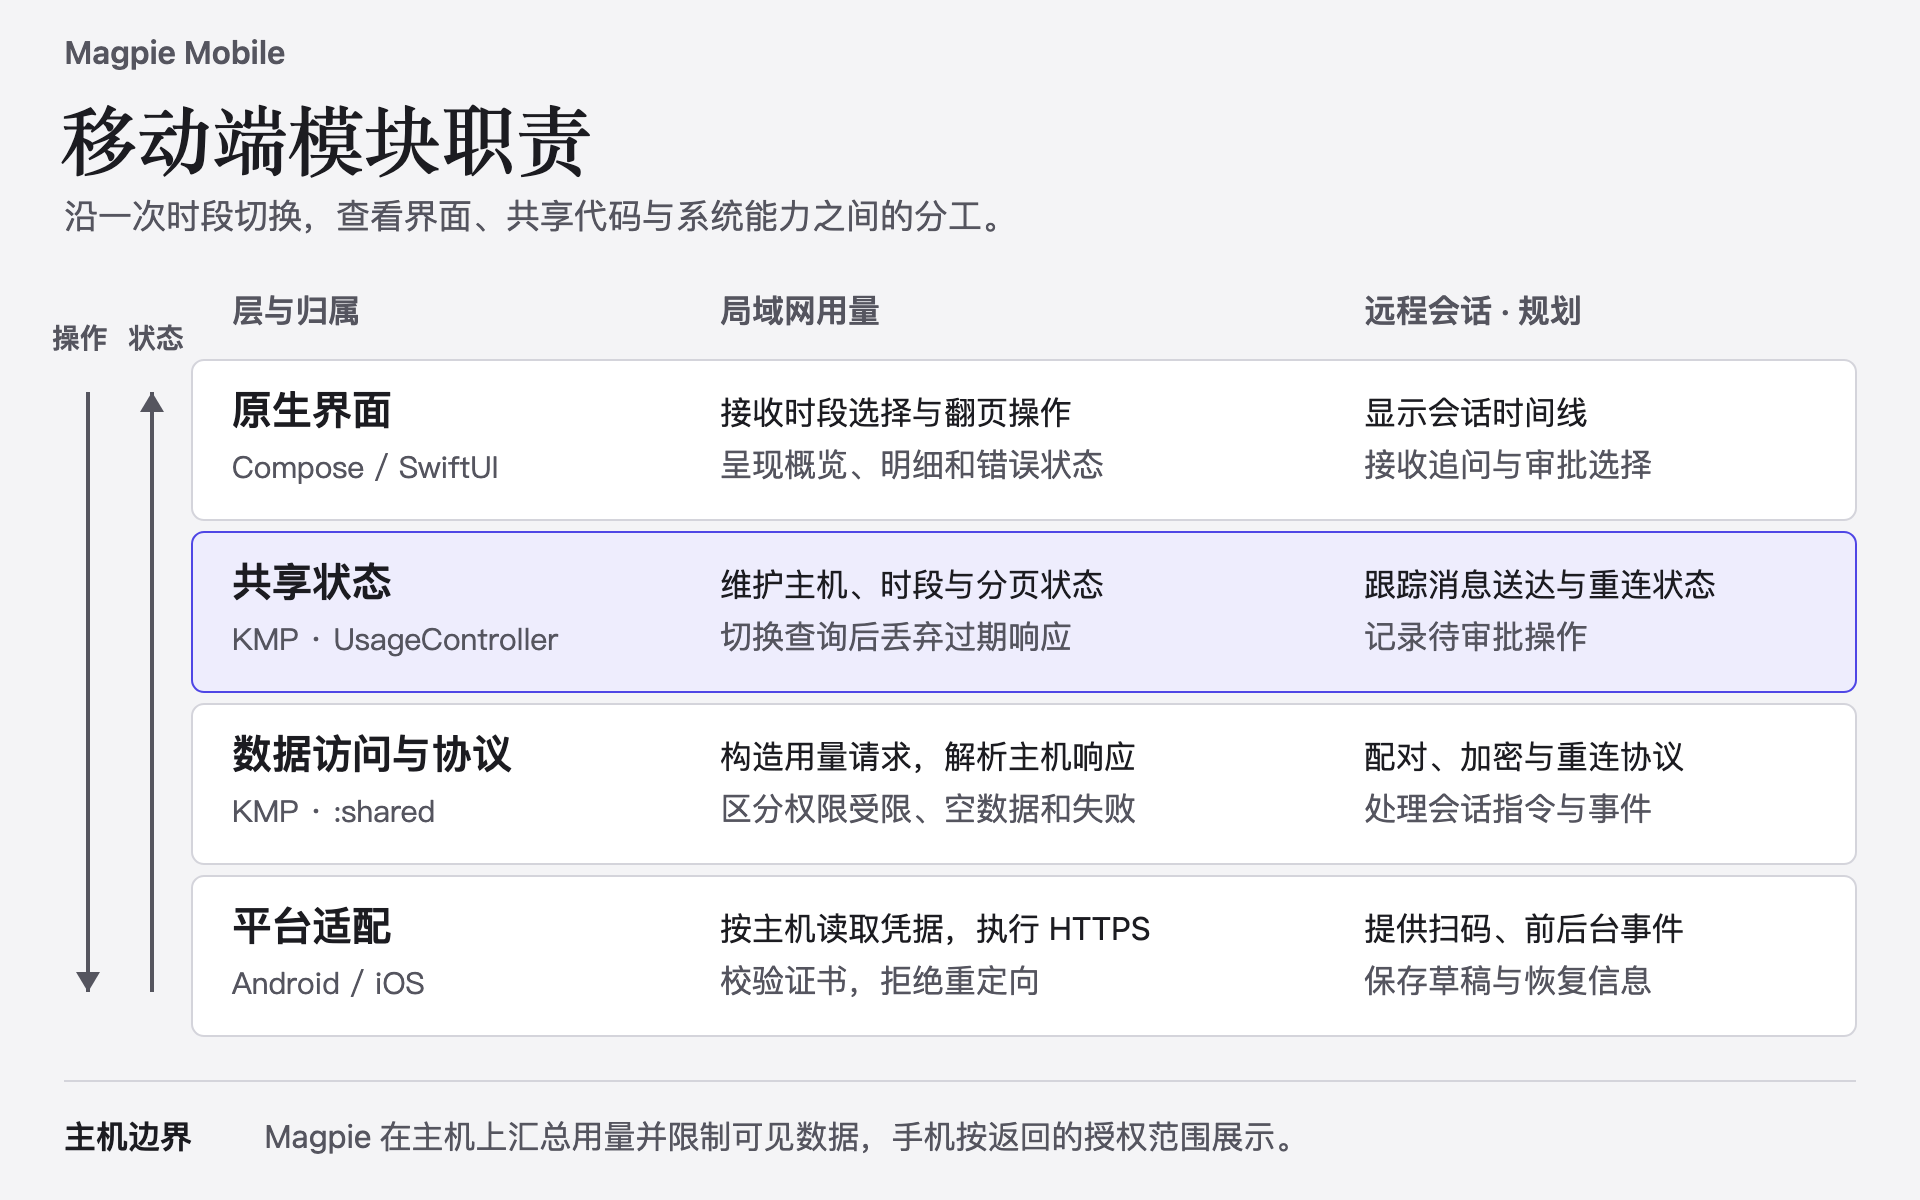 Magpie Mobile
移动端模块职责
沿一次时段切换，查看界面、共享代码与系统能力之间的分工。
操作 状态
层与归属 局域网用量 远程会话 · 规划
原生界面
Compose / SwiftUI
接收时段选择与翻页操作
呈现概览、明细和错误状态
显示会话时间线
接收追问与审批选择
共享状态
KMP · UsageController
维护主机、时段与分页状态
切换查询后丢弃过期响应
跟踪消息送达与重连状态
记录待审批操作
数据访问与协议
KMP · :shared
构造用量请求，解析主机响应
区分权限受限、空数据和失败
配对、加密与重连协议
处理会话指令与事件
平台适配
Android / iOS
按主机读取凭据，执行 HTTPS
校验证书，拒绝重定向
提供扫码、前后台事件
保存草稿与恢复信息
主机边界 Magpie 在主机上汇总用量并限制可见数据，手机按返回的授权范围展示。